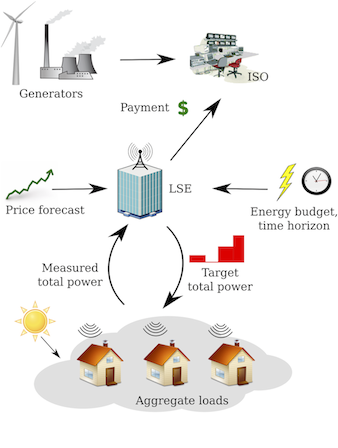 Generators
ISO
Payment $
LSE
Price forecast
Energy budget,
time horizon
Measured
total power
Target
total power
Aggregate loads